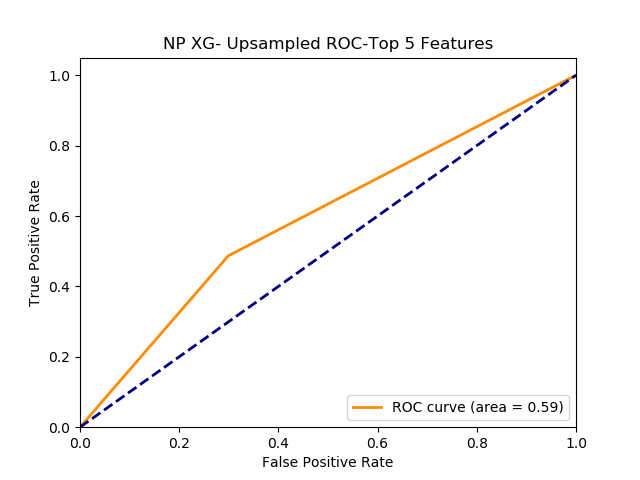 NP XG- Upsampled ROC-Top 5 Features
True Positive Rate
1.0
0.8
0.6
0.4
0.2
0.0
ROC curve (area = 0.59)
0.0 0.2 0.4 0.6 0.8 1.0
False Positive Rate